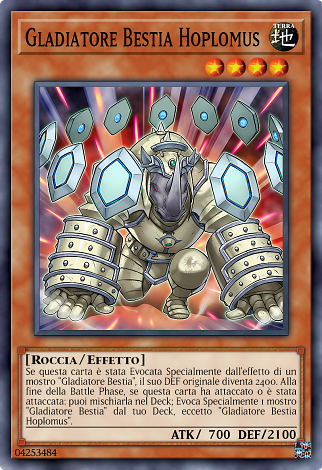 Gladiatore Bestia Hoplomus
TERRA
地
[Roccia/Effetto]
Se questa carta è stata Evocata Specialmente dall'effetto di un
mostro "Gladiatore Bestia", il suo DEF originale diventa 2400. Alla
fine della Battle Phase, se questa carta ha attaccato o è stata
attaccata: puoi mischiarla nel Deck; Evoca Specialmente 1 mostro
"Gladiatore Bestia" dal tuo Deck, eccetto "Gladiatore Bestia
Hoplomus".
ATK/ 700 DEF/2100
04253484